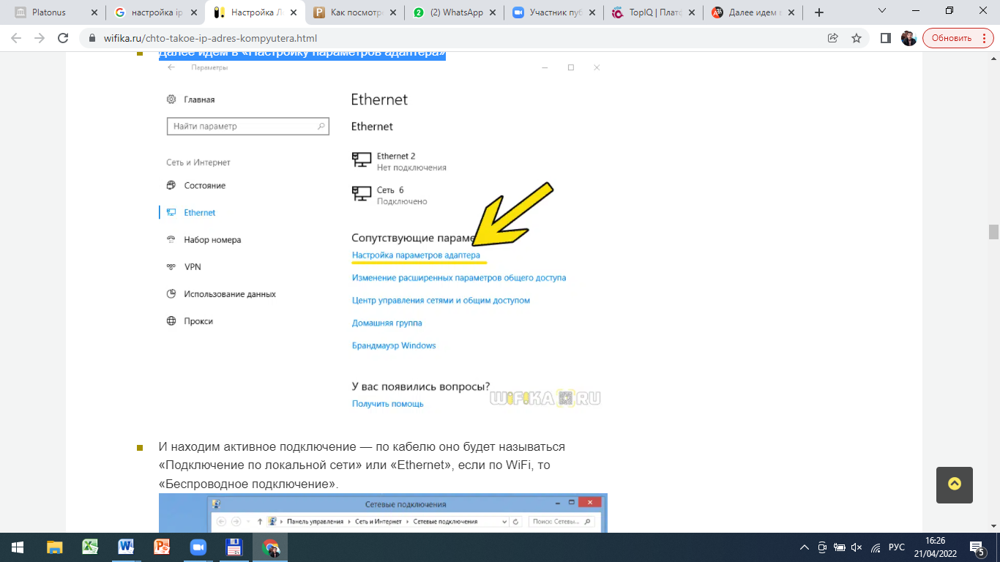 Platonus
настройка ip
Настройка Л
Как посмотр
(2) WhatsApp
Участник пуб
TopIQ | Плат
Далее идем в
wifika.ru/chto-takoe-ip-adres-kompyutera.html
Обновить
Далее идем в «Настройку параметров адаптера»
Параметры
Главная
Найти параметр
Сеть и Интернет
Состояние
Ethernet
Набор номера
VPN
Использование данных
Прокси
Ethernet
Ethernet
Ethernet 2
Нет подключения
Сеть 6
Подключено
Сопутствующие параме
Настройка параметров адаптера
Изменение расширенных параметров общего доступа
Центр управления сетями и общим доступом
Домашняя группа
Брандмауэр Windows
У вас появились вопросы?
Получить помощь
WIFIKA RU
И находим активное подключение — по кабелю оно будет называться
«Подключение по локальной сети» или «Ethernet», если по WiFi, то
«Беспроводное подключение».
Сетевые подключения
Панель управления
Сеть и Интернет
Сетевые подключения
Поиск: Сетевы...
РУС
16:26
21/04/2022
5